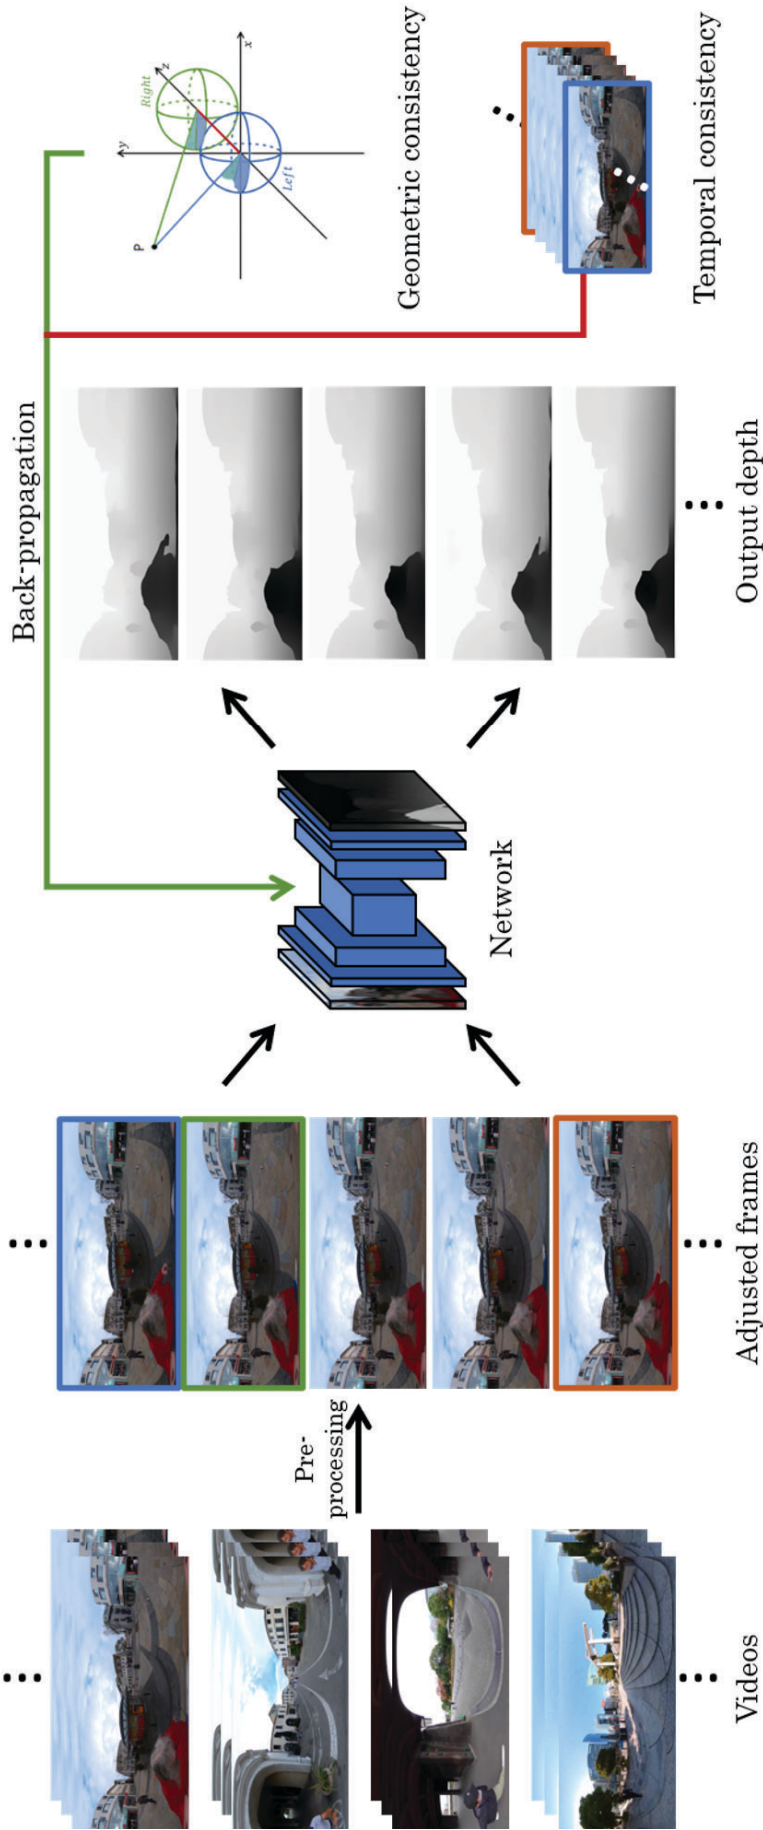 Videos
Pre-
processing
Adjusted frames
Network
Back-propagation
Output depth
y
z
x
P
Right
Left
Geometric consistency
Temporal consistency